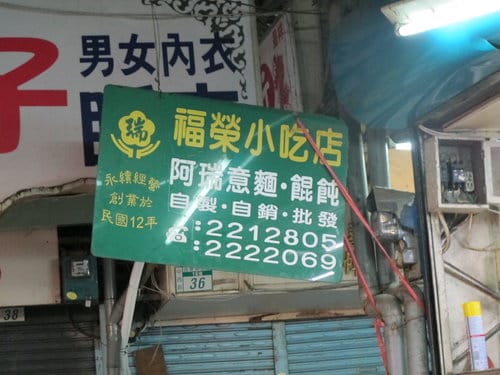 子
男女內衣
瑞
福榮小吃店
阿瑞意麵·餛飩
自製·自銷·批發
永續經營
創業於
民國12年
☎:2212805
:2222069
36
38